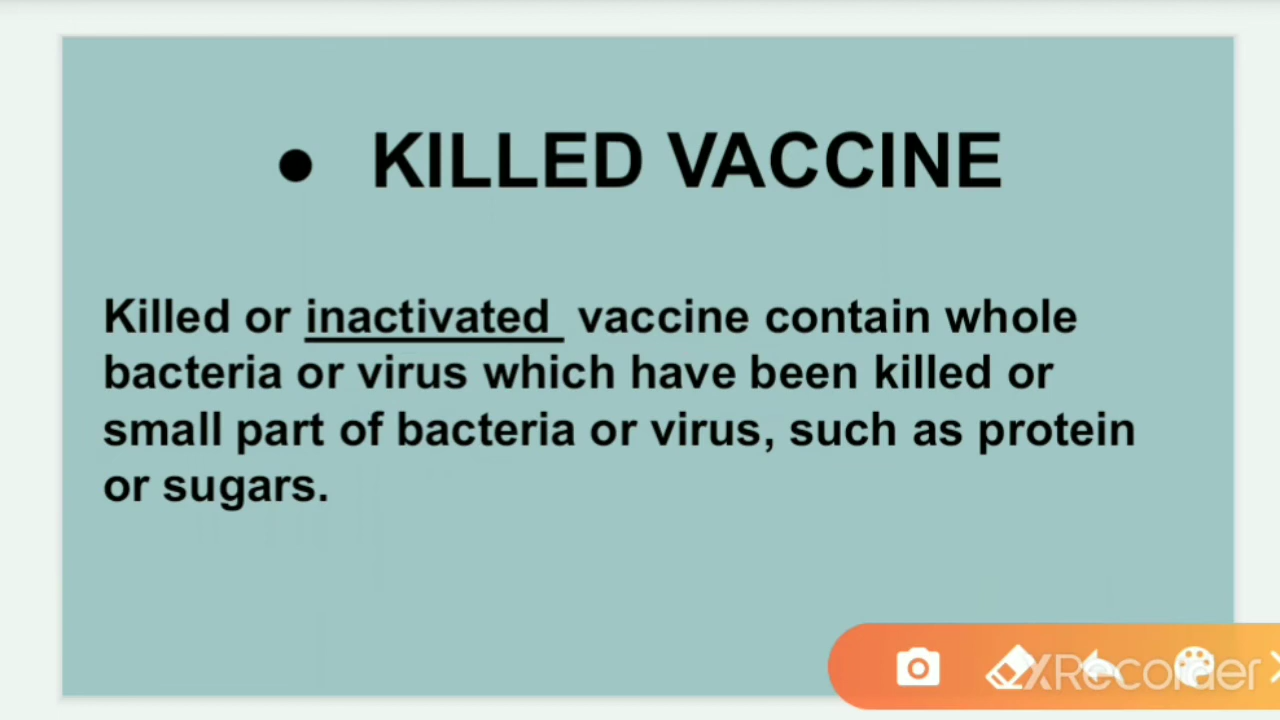 ● KILLED VACCINE
Killed or inactivated vaccine contain whole
bacteria or virus which have been killed or
small part of bacteria or virus, such as protein
or sugars.
XRecorder